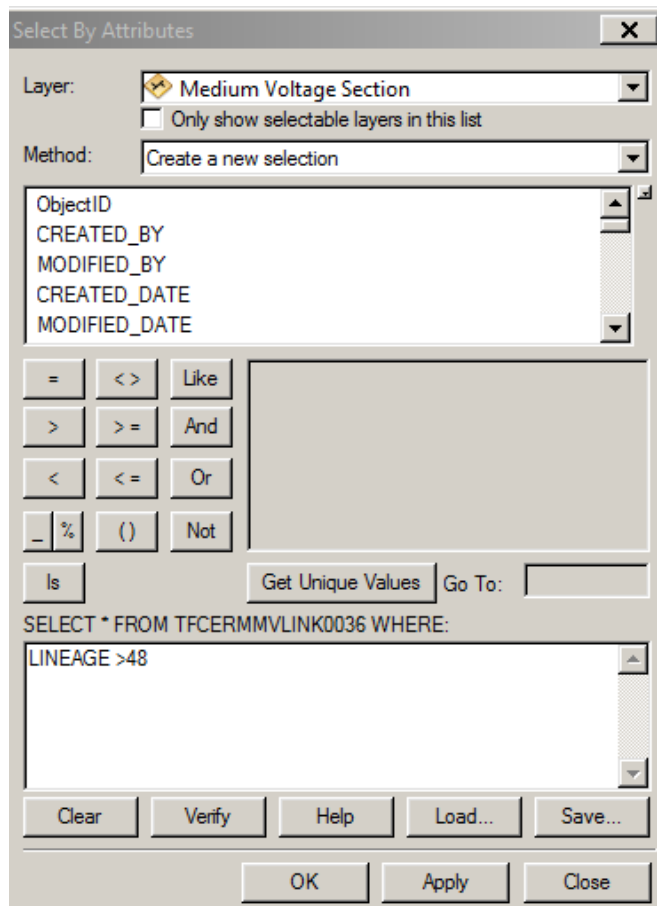 Select By Attributes
Layer: Medium Voltage Section
Only show selectable layers in this list
Method: Create a new selection
ObjectID
CREATED_BY
MODIFIED_BY
CREATED_DATE
MODIFIED_DATE
= < > Like
> > = And
< < = Or
_ % ( ) Not
Is Get Unique Values Go To:
SELECT * FROM TFCERMMVLINK0036 WHERE:
LINEAGE >48
Clear Verify Help Load... Save...
OK Apply Close